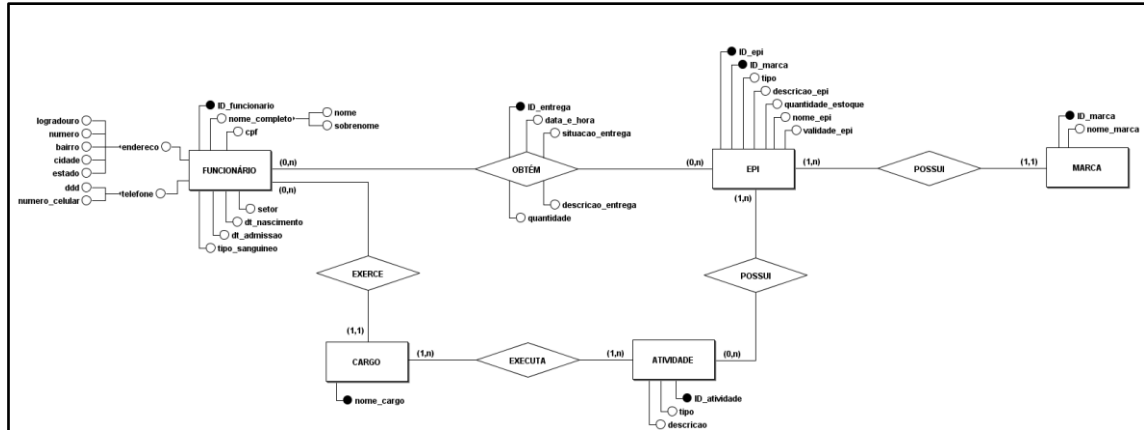 ID_epi
ID_marca
tipo
descricao_epi
quantidade_estoque
nome_epi
validade_epi
ID_funcionario
nome_completo
nome
sobrenome
cpf
logradouro
numero
bairro
cidade
estado
endereco
ddd
numero_celular
telefone
FUNCIONÁRIO
(0,n)
(0,n)
setor
dt_nascimento
dt_admissao
tipo_sanguineo
ID_entrega
data_e_hora
situacao_entrega
OBTÉM
descricao_entrega
quantidade
(0,n)
EPI
(1,n)
(1,n)
POSSUI
(1,1)
ID_marca
nome_marca
MARCA
EXERCE
POSSUI
(1,1)
CARGO
(1,n)
EXECUTA
(1,n)
ATIVIDADE
(0,n)
nome_cargo
ID_atividade
tipo
descricao